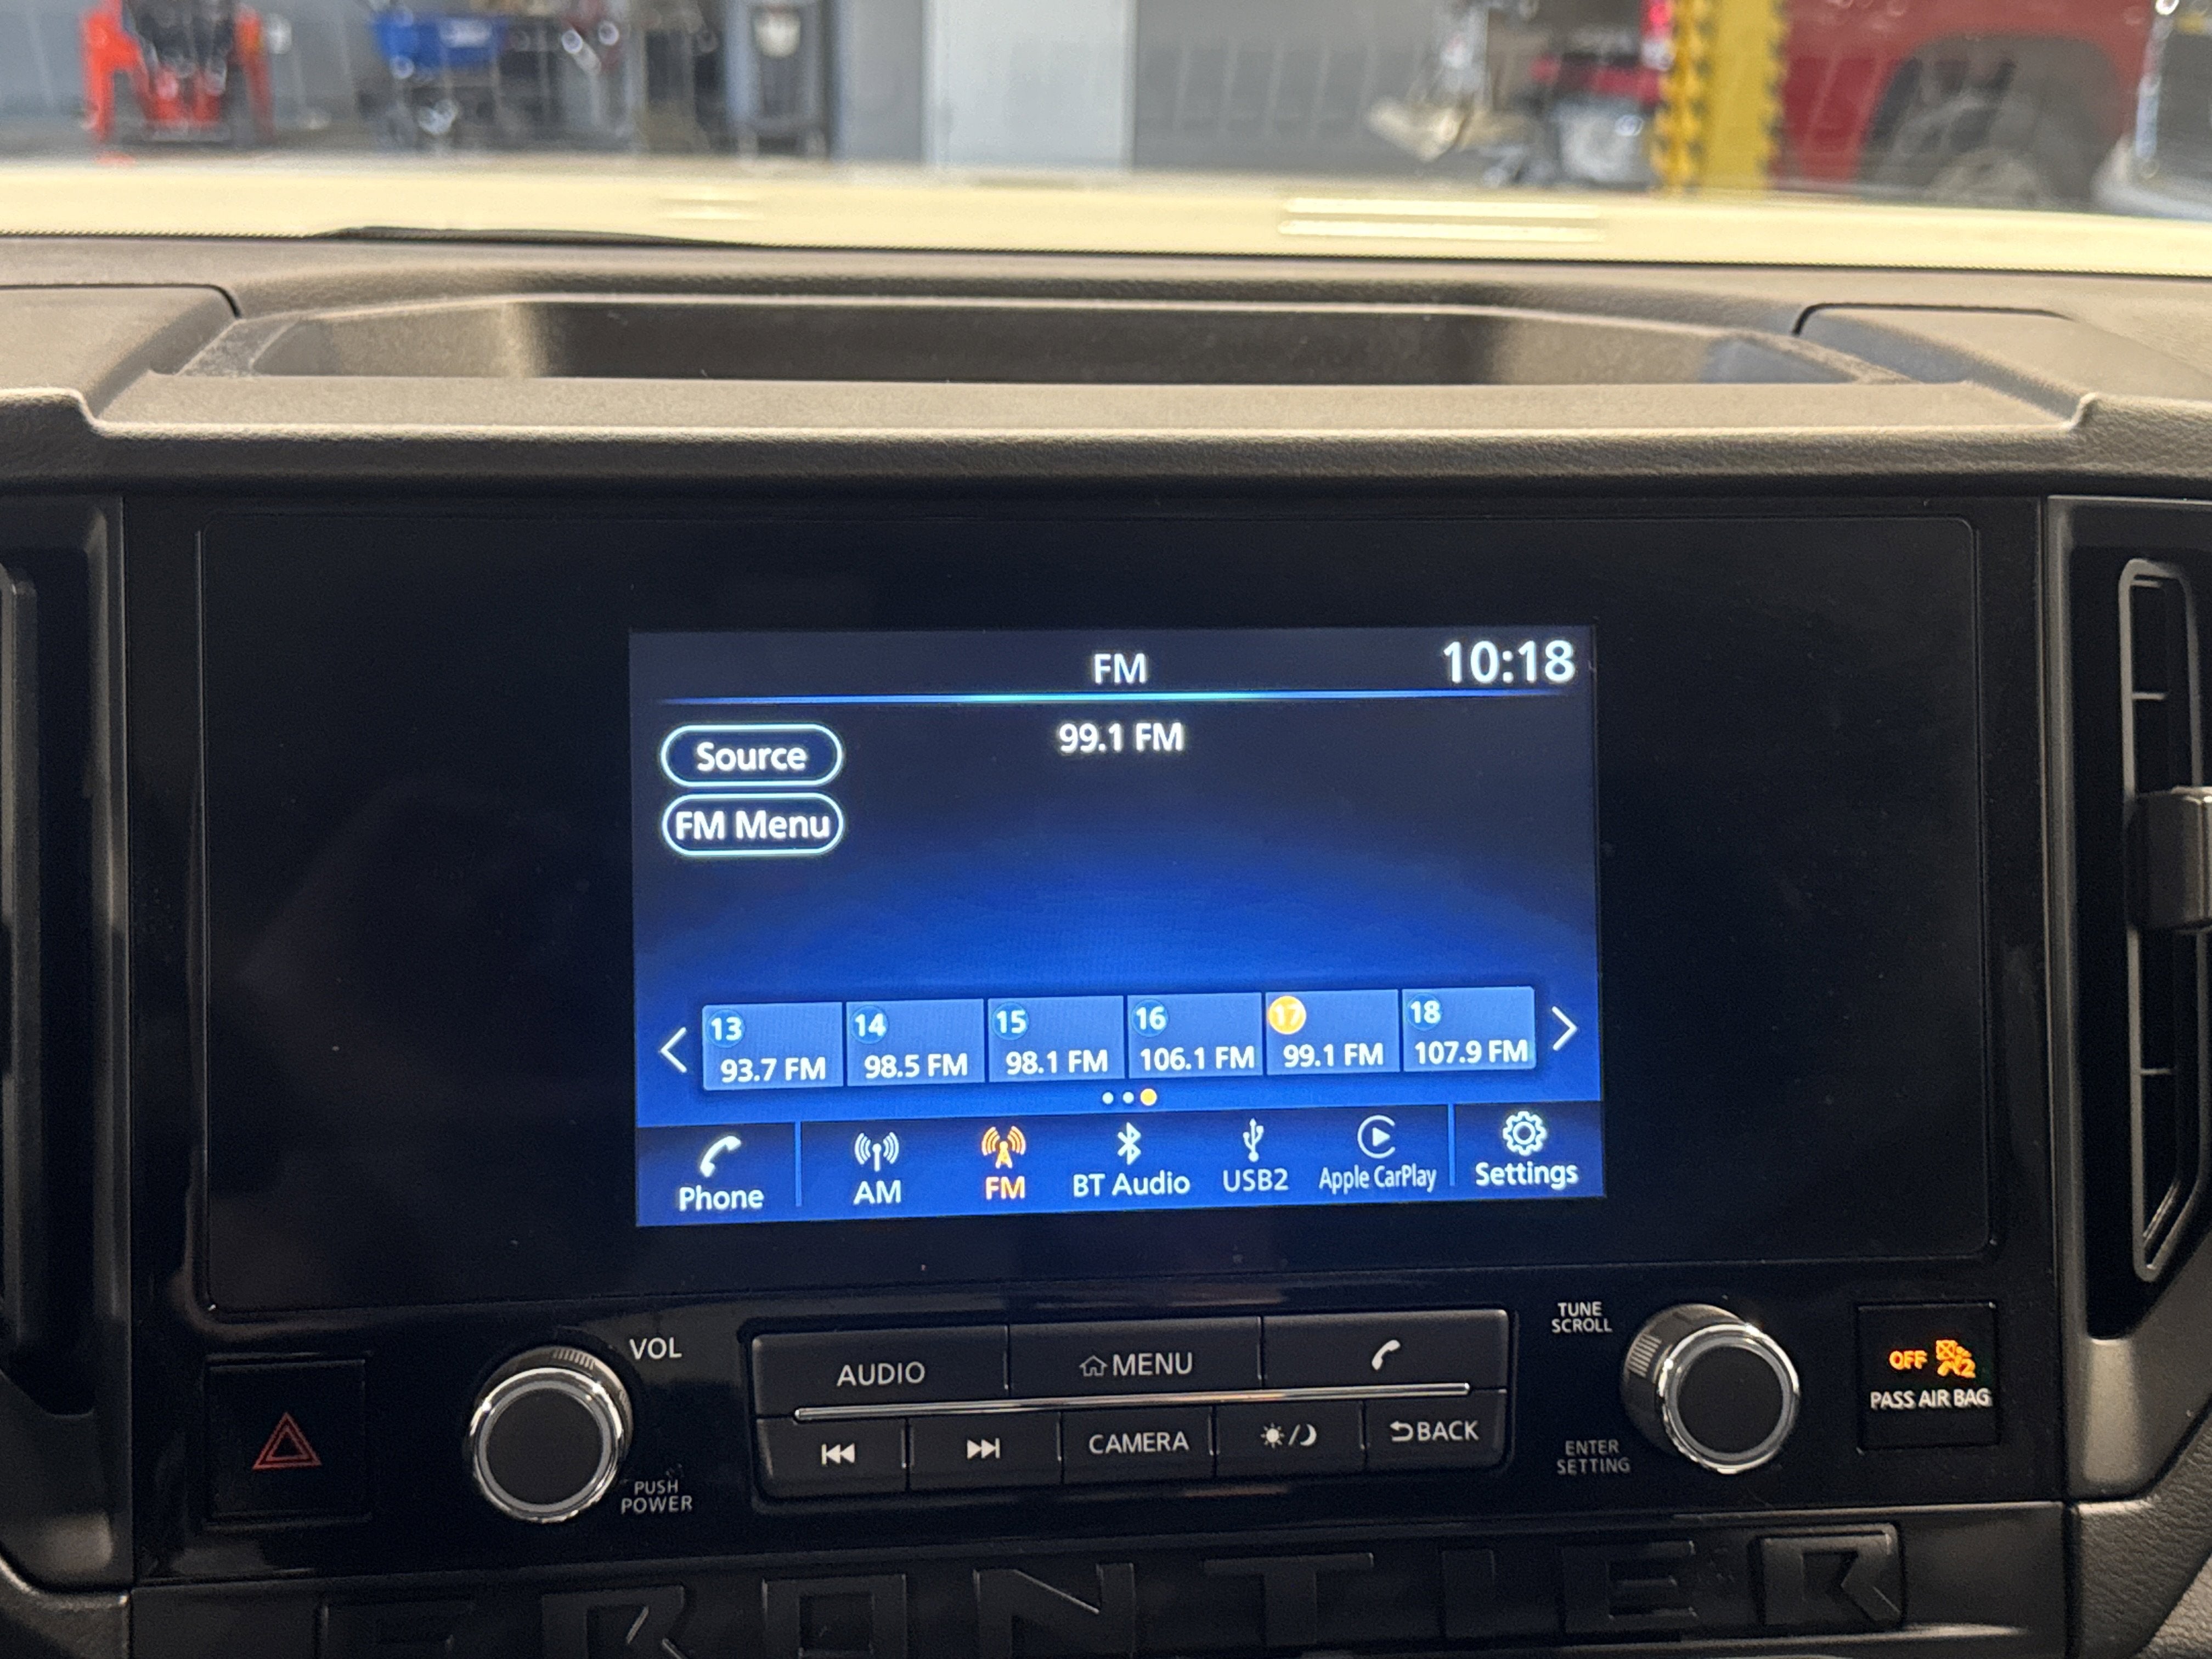 FM
10:18
99.1 FM
Source
FM Menu
13
93.7 FM
14
98.5 FM
15
98.1 FM
16
106.1 FM
17
99.1 FM
18
107.9 FM
Phone
AM
FM
BT Audio
USB2
Apple CarPlay
Settings
VOL
PUSH
POWER
AUDIO
MENU
CAMERA
BACK
TUNE
SCROLL
ENTER
SETTING
OFF
2
PASS AIR BAG
FRONTIER